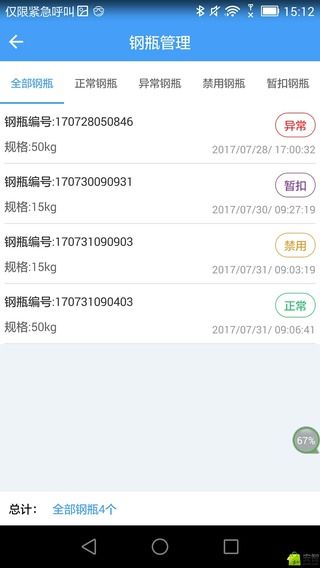 仅限紧急呼叫
15:12
钢瓶管理
全部钢瓶 正常钢瓶 异常钢瓶 禁用钢瓶 暂扣钢瓶
钢瓶编号:170728050846
异常
规格:50kg
2017/07/28/ 17:00:32
钢瓶编号:170730090931
暂扣
规格:15kg
2017/07/30/ 09:27:19
钢瓶编号:170731090903
禁用
规格:15kg
2017/07/31/ 09:03:19
钢瓶编号:170731090403
正常
规格:50kg
2017/07/31/ 09:06:41
67%
总计: 全部钢瓶4个
安智